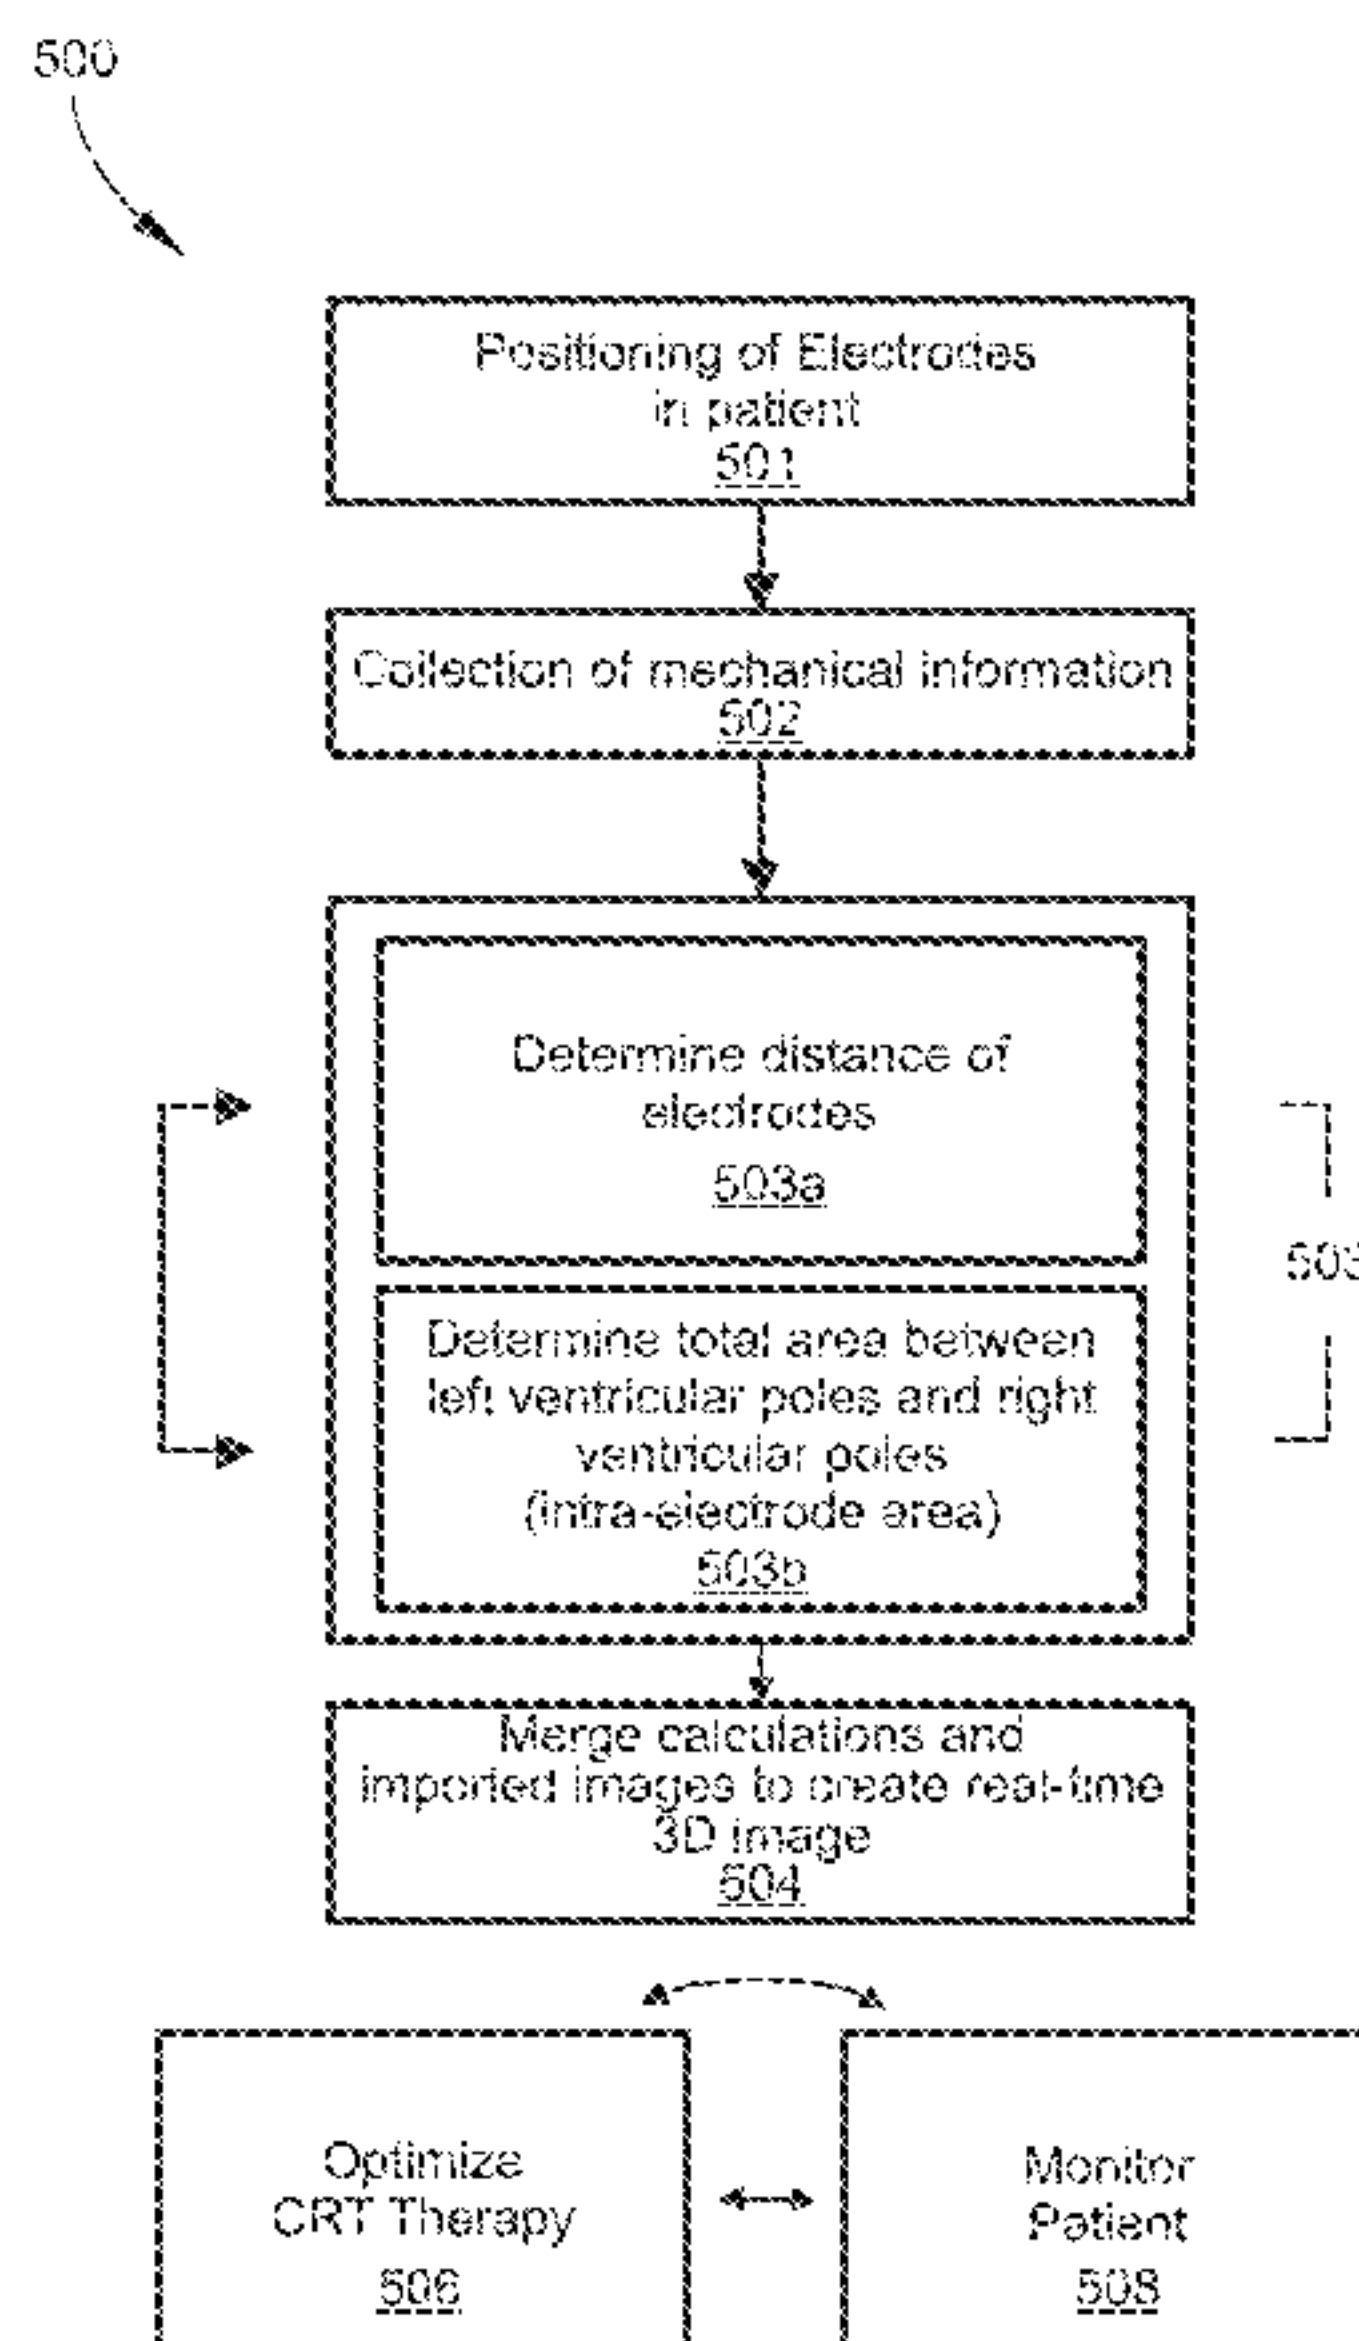 500
Positioning of Electrodes
in patient
501
Collection of mechanical information
502
Determine distance of
electrodes
503a
503
Determine total area between
left ventricular poles and right
ventricular poles
(intra-electrode area)
503b
Merge calculations and
imported images to create real-time
3D image
504
Optimize
CRT Therapy
506
Monitor
Patient
508